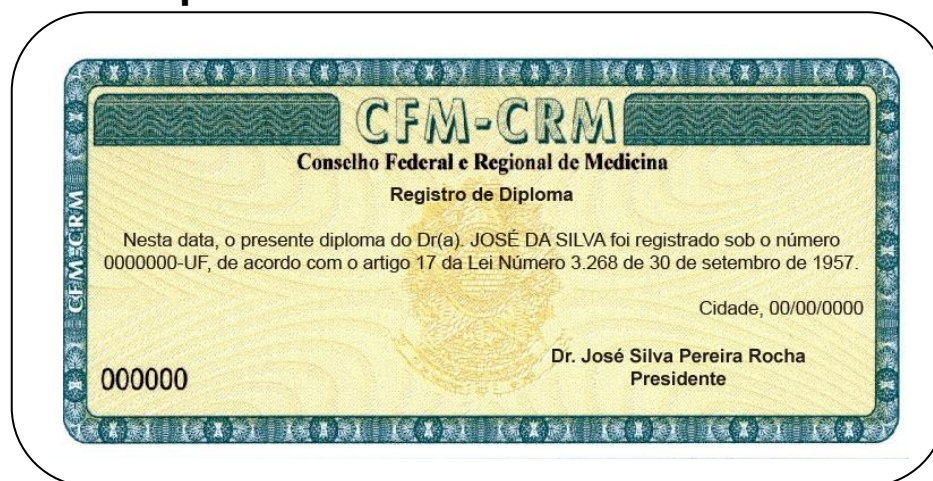 CFM-CRM
Conselho Federal e Regional de Medicina
Registro de Diploma
Nesta data, o presente diploma do Dr(a). JOSÉ DA SILVA foi registrado sob o número
0000000-UF, de acordo com o artigo 17 da Lei Número 3.268 de 30 de setembro de 1957.
Cidade, 00/00/0000
Dr. José Silva Pereira Rocha
Presidente
000000
CFM-CRM